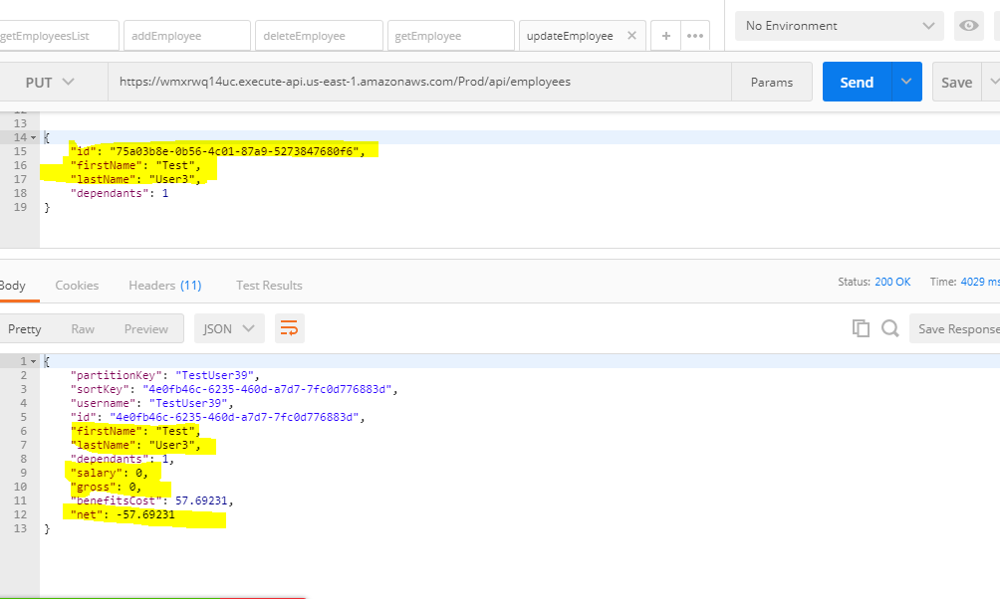 getEmployeesList addEmployee deleteEmployee getEmployee updateEmployee × + ••• No Environment
PUT https://wmxrwq14uc.execute-api.us-east-1.amazonaws.com/Prod/api/employees Params Send Save
13
14 {
15 "id": "75a03b8e-0b56-4c01-87a9-5273847680f6",
16 "firstName": "Test",
17 "lastName": "User3",
18 "dependants": 1
19 }
Body Cookies Headers (11) Test Results Status: 200 OK Time: 4029 ms
Pretty Raw Preview JSON Save Response
1 {
2 "partitionKey": "TestUser39",
3 "sortKey": "4e0fb46c-6235-460d-a7d7-7fc0d776883d",
4 "username": "TestUser39",
5 "id": "4e0fb46c-6235-460d-a7d7-7fc0d776883d",
6 "firstName": "Test",
7 "lastName": "User3",
8 "dependants": 1,
9 "salary": 0,
10 "gross": 0,
11 "benefitsCost": 57.69231,
12 "net": -57.69231
13 }